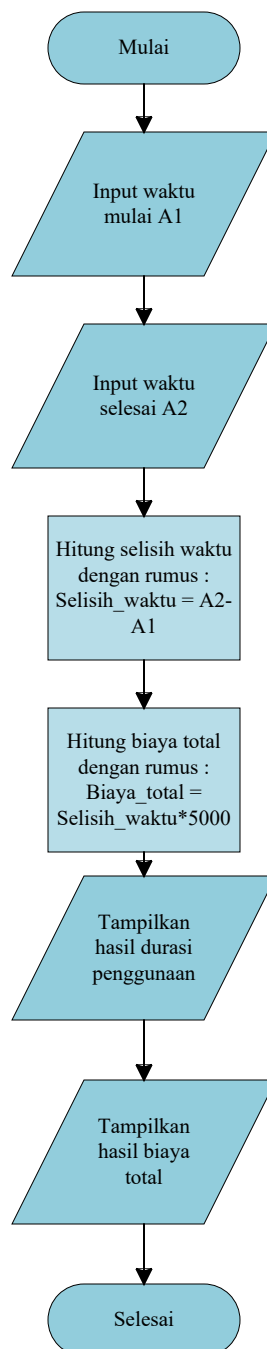 Mulai
Input waktu
mulai A1
Input waktu
selesai A2
Hitung selisih waktu
dengan rumus :
Selisih_waktu = A2-
A1
Hitung biaya total
dengan rumus :
Biaya_total =
Selisih_waktu*5000
Tampilkan
hasil durasi
penggunaan
Tampilkan
hasil biaya
total
Selesai